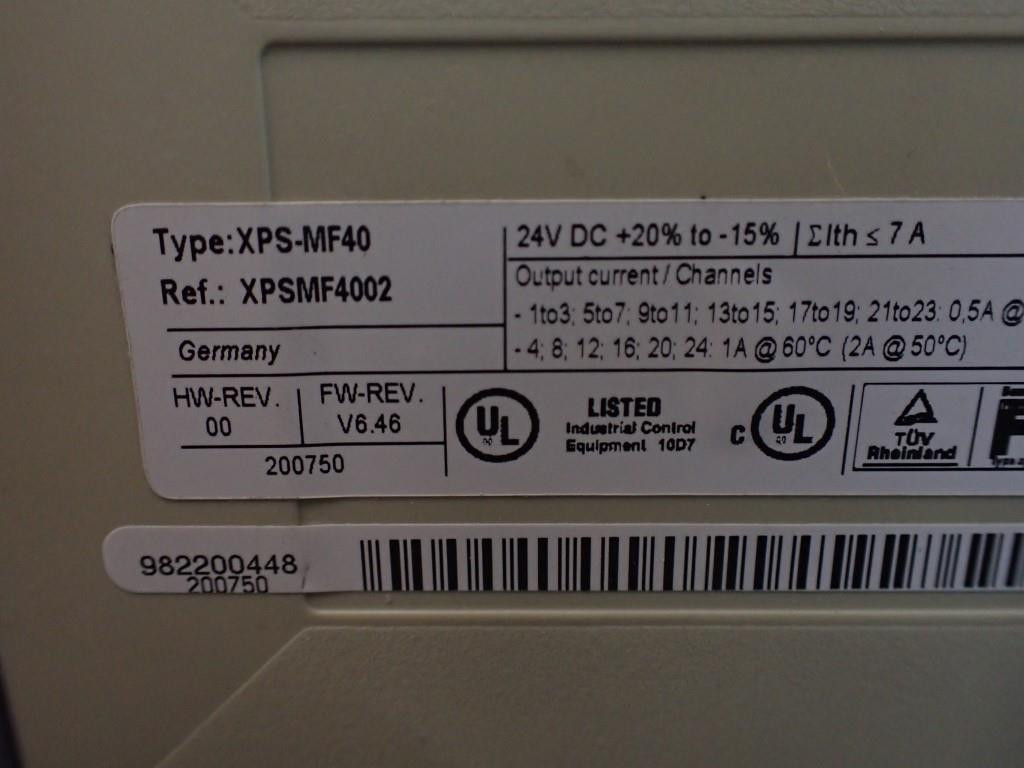 Type: XPS-MF40
Ref.: XPSMF4002
Germany
HW-REV.
00
FW-REV.
V6.46
200750
24V DC +20% to -15% | ΣIth ≤ 7 A
Output current / Channels
- 1to3; 5to7; 9to11; 13to15; 17to19; 21to23: 0,5A @
- 4; 8; 12; 16; 20; 24: 1A @ 60°C (2A @ 50°C)
UL
LISTED
Industrial Control
Equipment 10D7
C UL
TÜV
Rheinland
982200448
200750